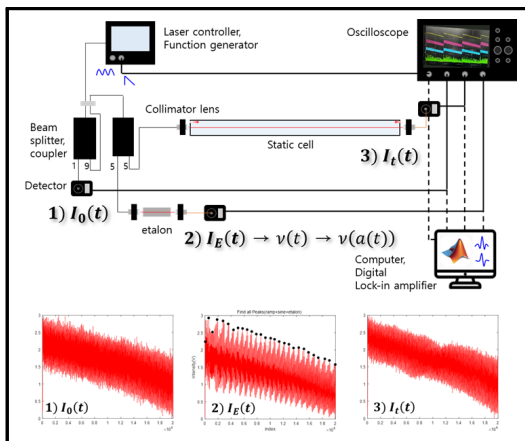 Laser controller,
Function generator
Oscilloscope
Collimator lens
Beam
splitter,
coupler
Static cell
1 9 5 5
3) I_t(t)
Detector
1) I_0(t)
etalon
2) I_E(t) → ν(t) → ν(a(t))
Computer,
Digital
Lock-in amplifier
Find all Peaks(ramp+sine+etalon)
Intensity(V)
index
1) I_0(t)
2) I_E(t)
3) I_t(t)